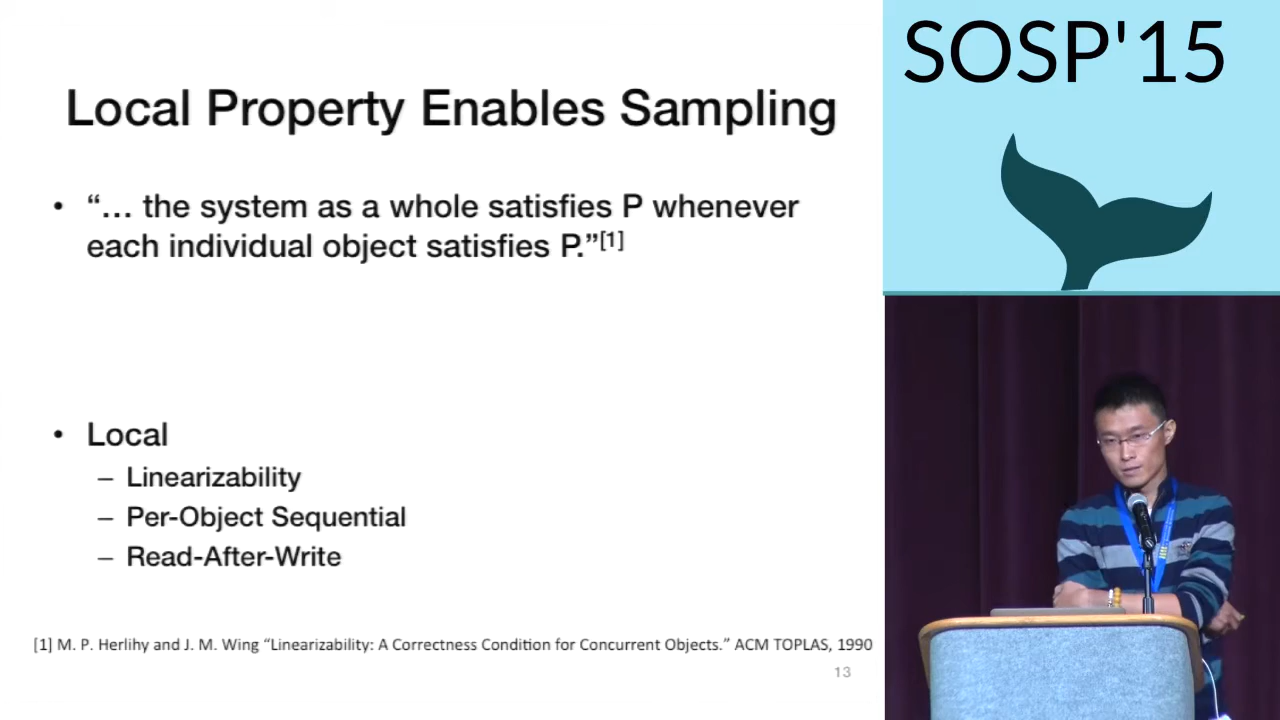 Local Property Enables Sampling
• “… the system as a whole satisfies P whenever
each individual object satisfies P.”[1]
• Local
– Linearizability
– Per-Object Sequential
– Read-After-Write
[1] M. P. Herlihy and J. M. Wing “Linearizability: A Correctness Condition for Concurrent Objects.” ACM TOPLAS, 1990
13
SOSP'15